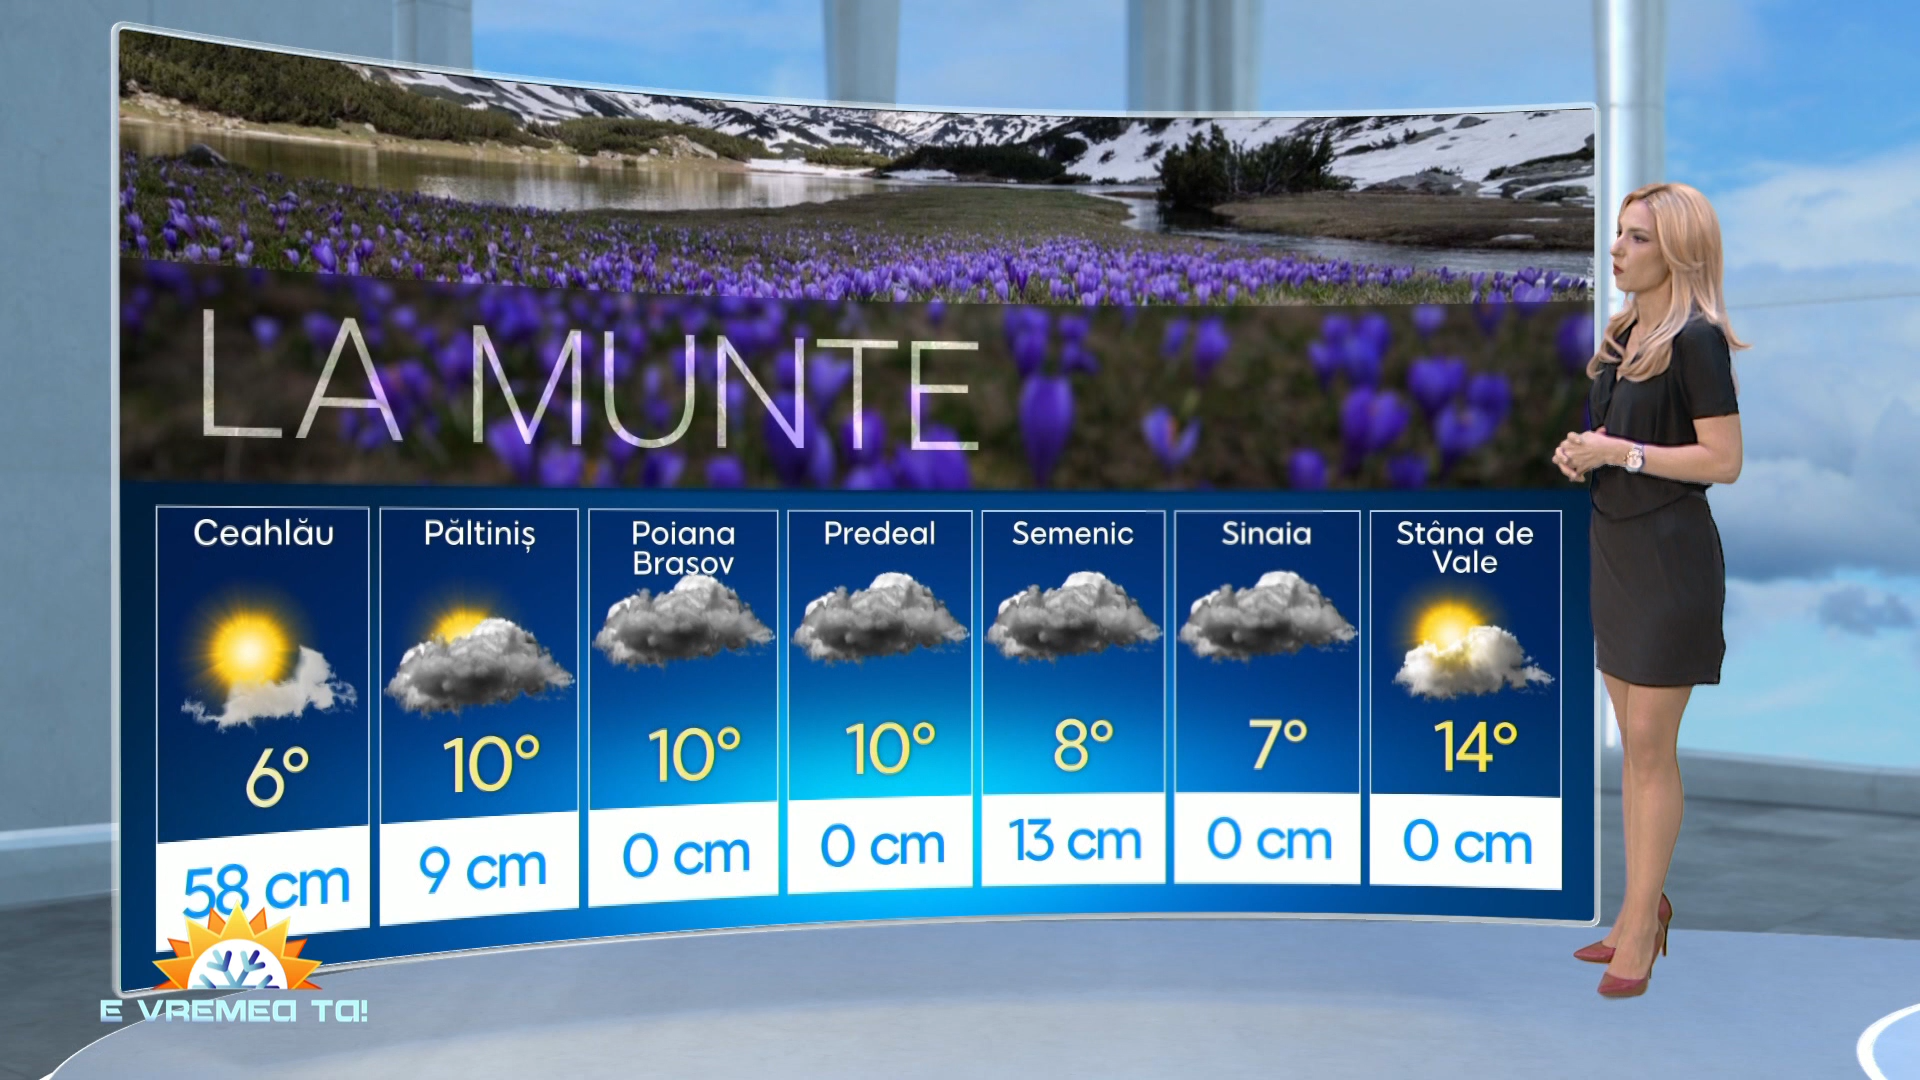 LA MUNTE
Ceahlău
6°
58 cm
Păltiniș
10°
9 cm
Poiana
Brașov
10°
0 cm
Predeal
10°
0 cm
Semenic
8°
13 cm
Sinaia
7°
0 cm
Stâna de
Vale
14°
0 cm
E VREMEA TA!